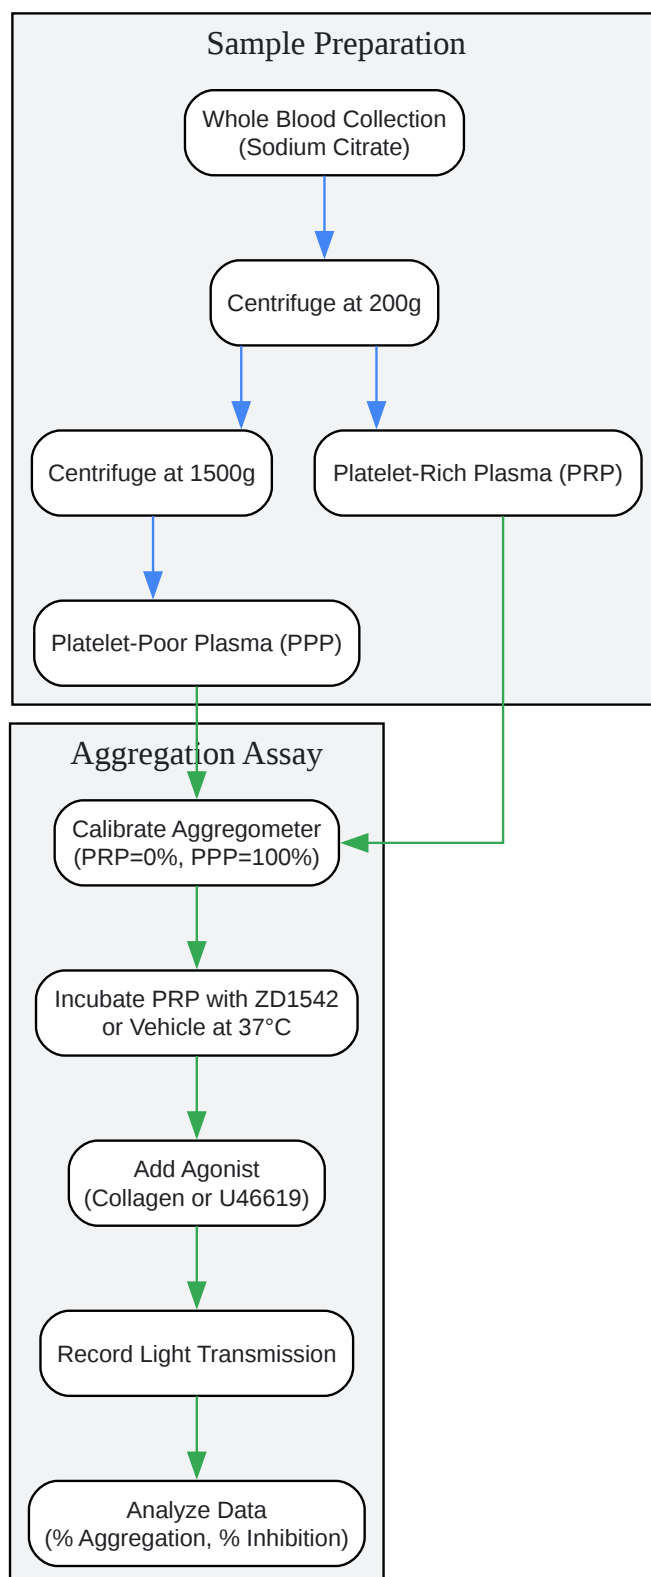 Sample Preparation
Whole Blood Collection
(Sodium Citrate)
Centrifuge at 200g
Centrifuge at 1500g
Platelet-Rich Plasma (PRP)
Platelet-Poor Plasma (PPP)
Aggregation Assay
Calibrate Aggregometer
(PRP=0%, PPP=100%)
Incubate PRP with ZD1542
or Vehicle at 37°C
Add Agonist
(Collagen or U46619)
Record Light Transmission
Analyze Data
(% Aggregation, % Inhibition)